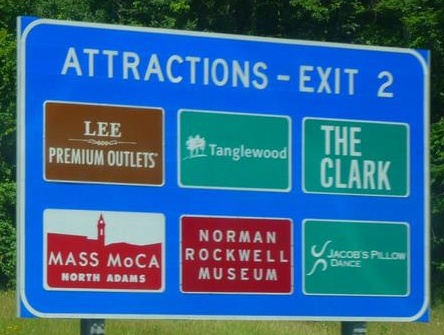 ATTRACTIONS - EXIT 2
LEE
PREMIUM OUTLETS
Tanglewood
THE
CLARK
MASS MoCA
NORTH ADAMS
NORMAN
ROCKWELL
MUSEUM
JACOB'S PILLOW
DANCE